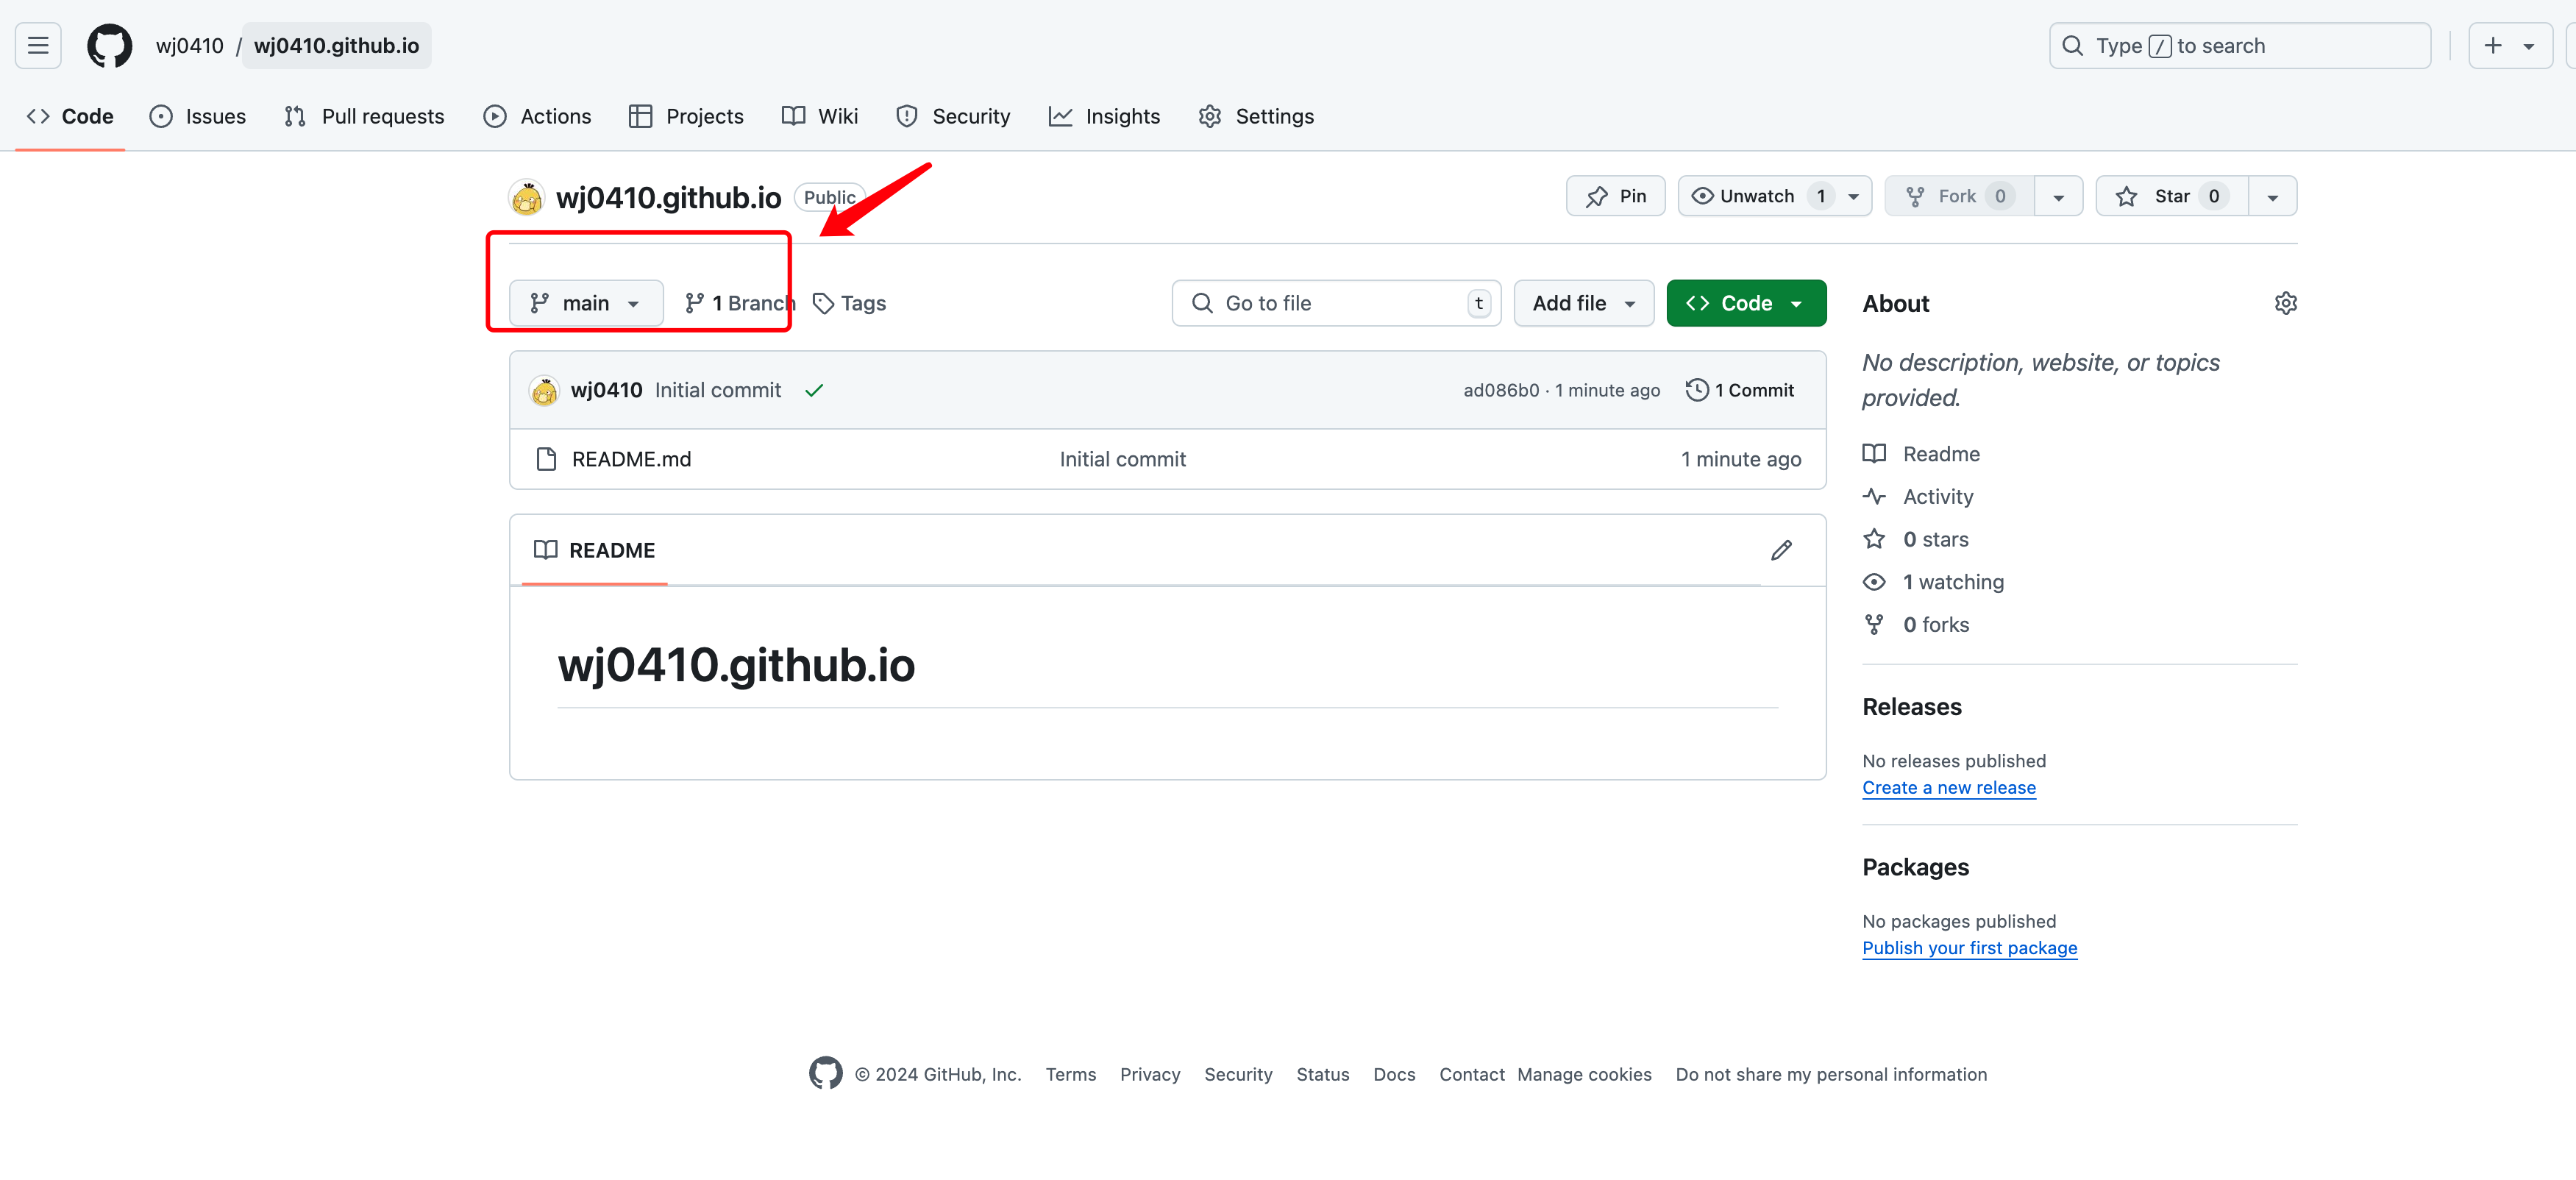 wj0410 / wj0410.github.io
Type / to search
Code Issues Pull requests Actions Projects Wiki Security Insights Settings
wj0410.github.io Public
Pin Unwatch 1 Fork 0 Star 0
main 1 Branch Tags Go to file t Add file Code
wj0410 Initial commit ad086b0 · 1 minute ago 1 Commit
README.md Initial commit 1 minute ago
README
wj0410.github.io
About
No description, website, or topics
provided.
Readme
Activity
0 stars
1 watching
0 forks
Releases
No releases published
Create a new release
Packages
No packages published
Publish your first package
© 2024 GitHub, Inc. Terms Privacy Security Status Docs Contact Manage cookies Do not share my personal information